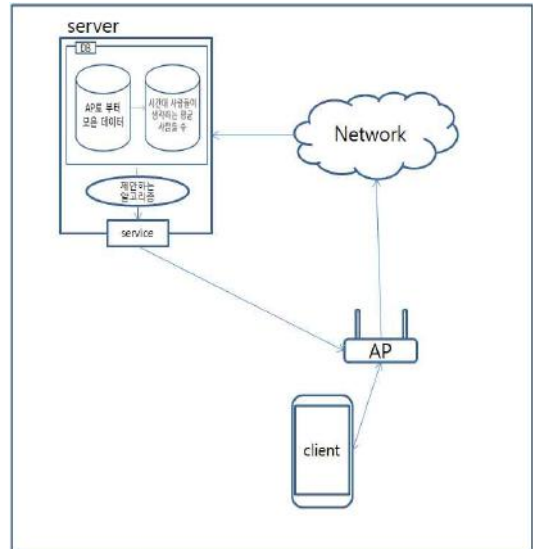 server
DB
AP로 부터
모은 데이터
시간대 사람들이
생각하는 평균
사람들 수
제안하는
알고리즘
service
Network
AP
client